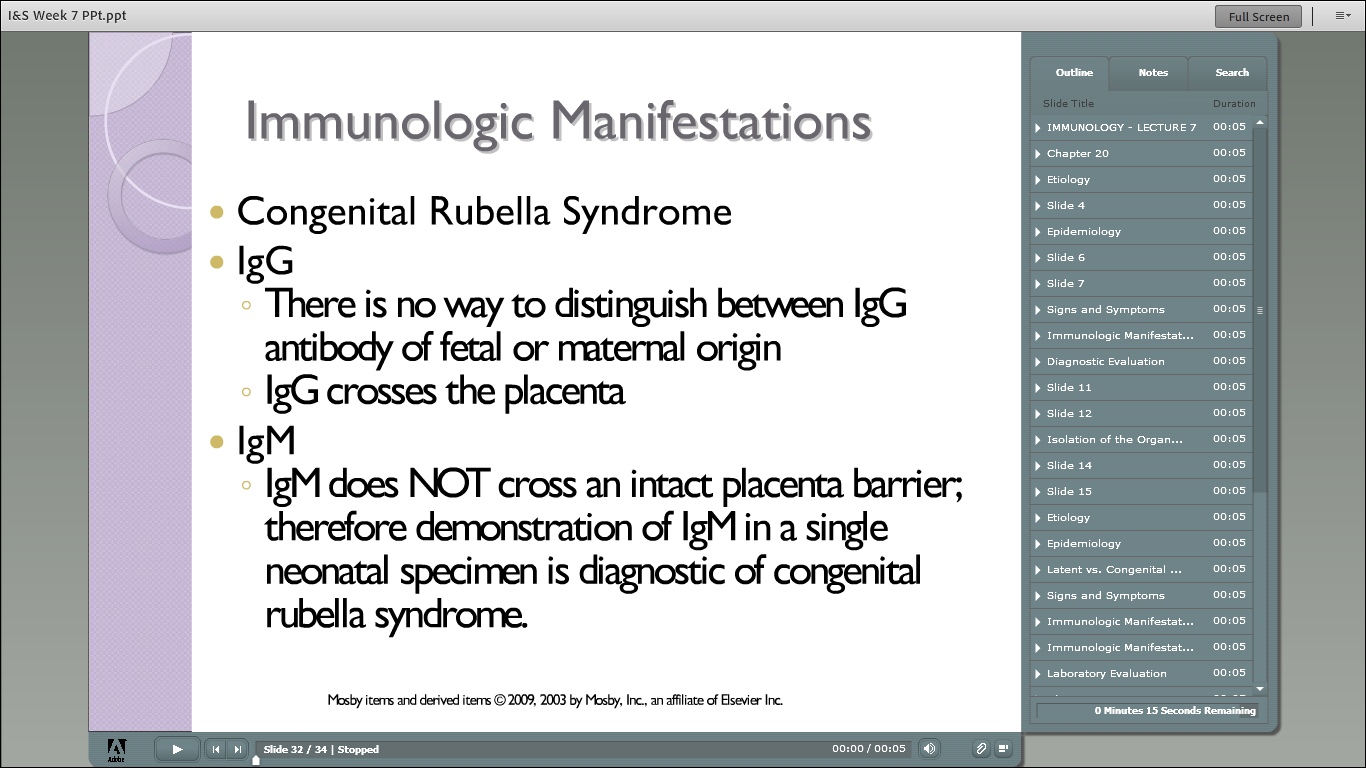 I&S Week 7 PPt.ppt
Full Screen
Immunologic Manifestations
Congenital Rubella Syndrome
IgG
There is no way to distinguish between IgG
antibody of fetal or maternal origin
IgG crosses the placenta
IgM
IgM does NOT cross an intact placenta barrier;
therefore demonstration of IgM in a single
neonatal specimen is diagnostic of congenital
rubella syndrome.
Mosby items and derived items © 2009, 2003 by Mosby, Inc., an affiliate of Elsevier Inc.
Outline Notes Search
Slide Title Duration
IMMUNOLOGY - LECTURE 7 00:05
Chapter 20 00:05
Etiology 00:05
Slide 4 00:05
Epidemiology 00:05
Slide 6 00:05
Slide 7 00:05
Signs and Symptoms 00:05
Immunologic Manifestat... 00:05
Diagnostic Evaluation 00:05
Slide 11 00:05
Slide 12 00:05
Isolation of the Organ... 00:05
Slide 14 00:05
Slide 15 00:05
Etiology 00:05
Epidemiology 00:05
Latent vs. Congenital ... 00:05
Signs and Symptoms 00:05
Immunologic Manifestat... 00:05
Immunologic Manifestat... 00:05
Laboratory Evaluation 00:05
0 Minutes 15 Seconds Remaining
Adobe
Slide 32 / 34 | Stopped 00:00 / 00:05